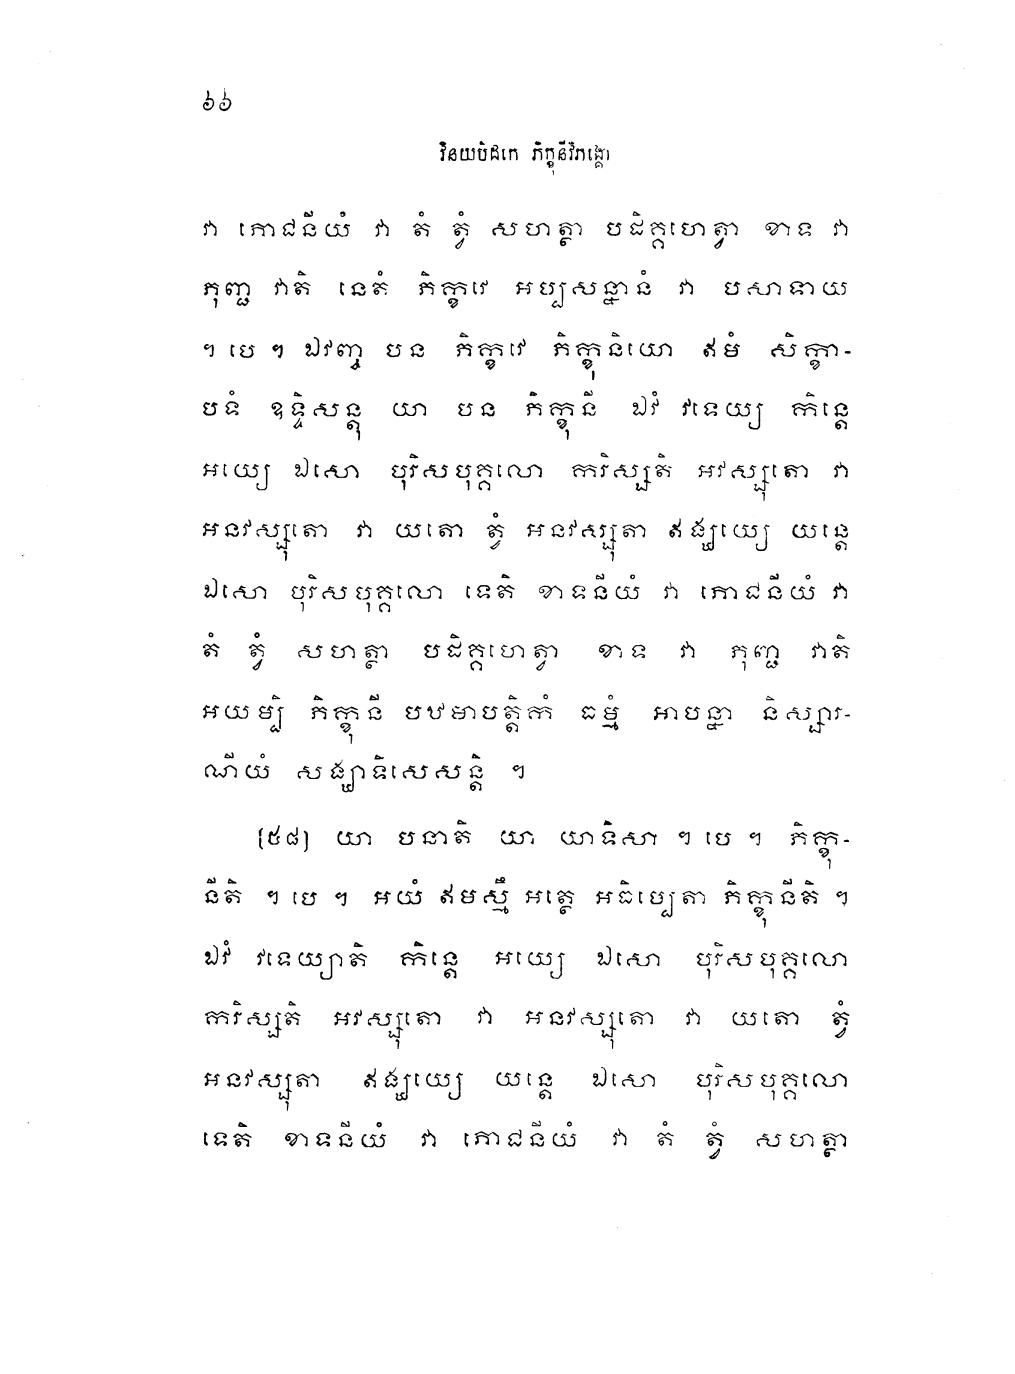 ៦៦
វិនយបិដកេ ភិក្ខុនីវិភង្គោ
វា ភោជនីយំ វា តំ ត្វំ សហត្ថា បដិគ្គហេត្វា ខាទ វា
ភុញ្ជ វាតិ នេតំ ភិក្ខវេ អប្បសន្នានំ វា បសាទាយ
។ បេ ។ ឯវញ្ច បន ភិក្ខវេ ភិក្ខុនិយោ ឥមំ សិក្ខា-
បទំ ឧទ្ទិសន្តុ យា បន ភិក្ខុនី ឯវំ វទេយ្យ កិន្តេ
អយ្យេ ឯសោ បុរិសបុគ្គលោ ករិស្សតិ អវស្សុតោ វា
អនវស្សុតោ វា យតោ ត្វំ អនវស្សុតា ឥង្ឃយ្យេ យន្តេ
ឯសោ បុរិសបុគ្គលោ ទេតិ ខាទនីយំ វា ភោជនីយំ វា
តំ ត្វំ សហត្ថា បដិគ្គហេត្វា ខាទ វា ភុញ្ជ វាតិ
អយម្បិ ភិក្ខុនី បឋមាបត្តិកំ ធម្មំ អាបន្នា និស្សារ-
ណីយំ សង្ឃាទិសេសន្តិ ។
(៥៨) យា បនាតិ យា យាទិសា ។ បេ ។ ភិក្ខុ-
នីតិ ។ បេ ។ អយំ ឥមស្មឹ អត្ថេ អធិប្បេតា ភិក្ខុនីតិ ។
ឯវំ វទេយ្យាតិ កិន្តេ អយ្យេ ឯសោ បុរិសបុគ្គលោ
ករិស្សតិ អវស្សុតោ វា អនវស្សុតោ វា យតោ ត្វំ
អនវស្សុតា ឥង្ឃយ្យេ យន្តេ ឯសោ បុរិសបុគ្គលោ
ទេតិ ខាទនីយំ វា ភោជនីយំ វា តំ ត្វំ សហត្ថា